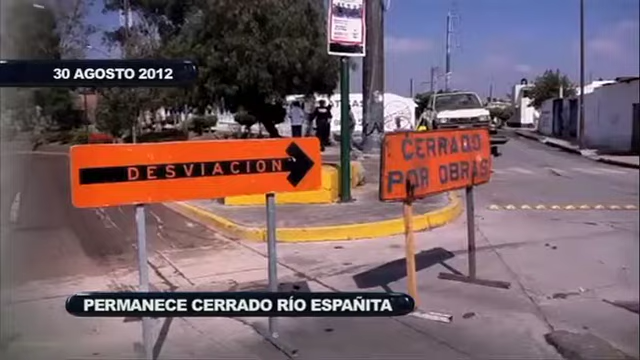 30 AGOSTO 2012
DESVIACION
CERRADO
POR OBRAS
PERMANECE CERRADO RÍO ESPAÑITA